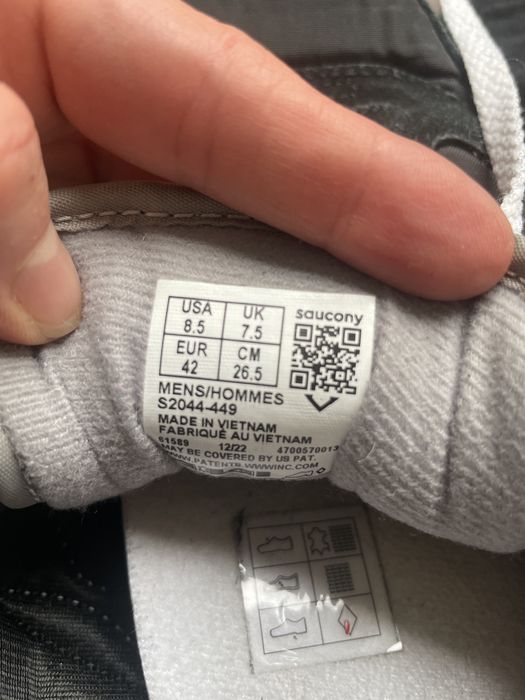 USA 8.5 UK 7.5
EUR 42 CM 26.5
saucony
MENS/HOMMES
S2044-449
MADE IN VIETNAM
FABRIQUÉ AU VIETNAM
61589 12/22 4700570013
MAY BE COVERED BY US PAT.
WWW.PATENTS.WWWINC.COM